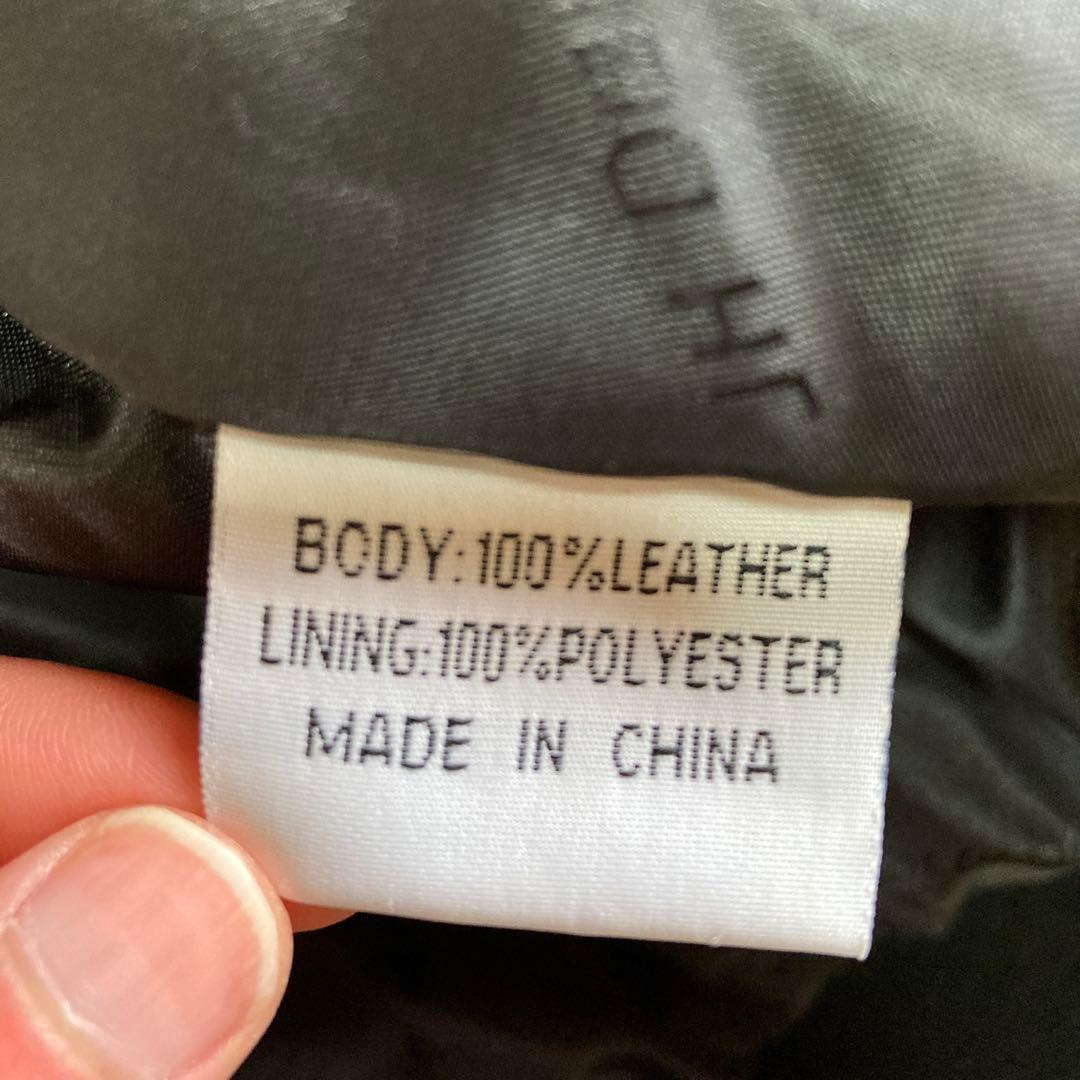 BODY:100%LEATHER
LINING:100%POLYESTER
MADE IN CHINA